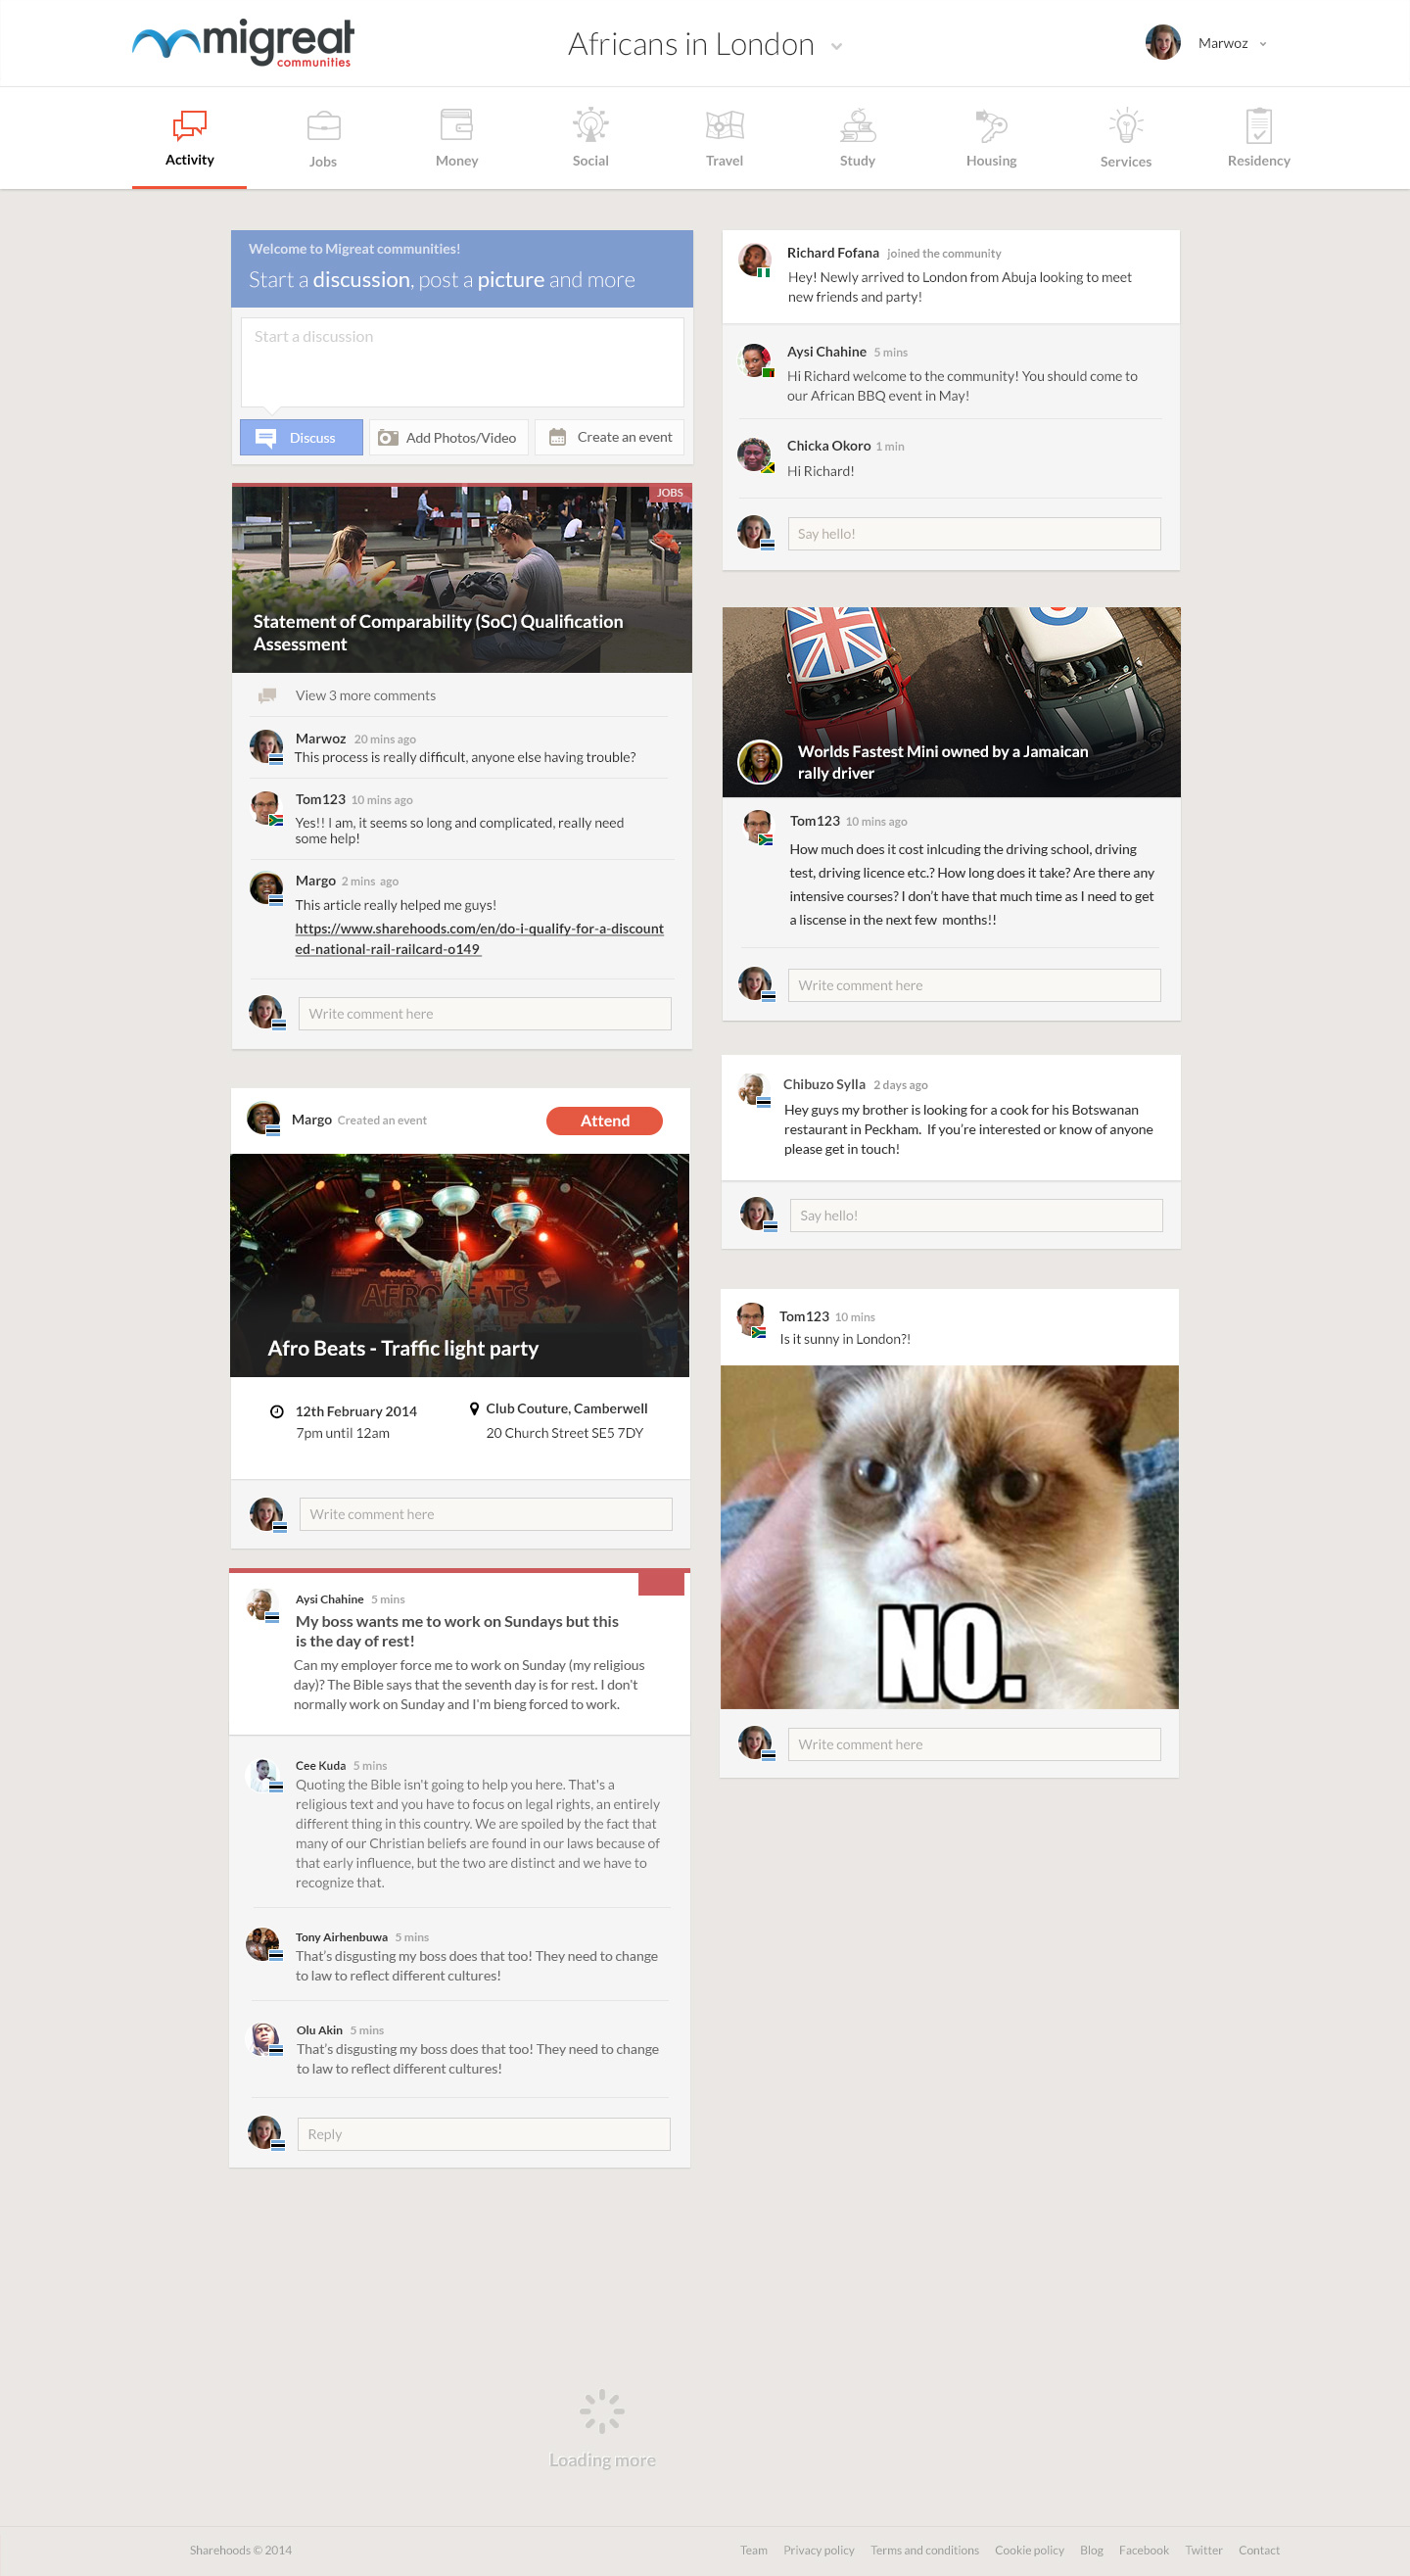 migreat
communities
Africans in London
Marwoz
Activity
Jobs
Money
Social
Travel
Study
Housing
Services
Residency
Welcome to Migreat communities!
Start a discussion, post a picture and more
Start a discussion
Discuss
Add Photos/Video
Create an event
JOBS
Statement of Comparability (SoC) Qualification
Assessment
View 3 more comments
Marwoz 20 mins ago
This process is really difficult, anyone else having trouble?
Tom123 10 mins ago
Yes!! I am, it seems so long and complicated, really need
some help!
Margo 2 mins ago
This article really helped me guys!
https://www.sharehoods.com/en/do-i-qualify-for-a-discount
ed-national-rail-railcard-o149
Write comment here
Margo Created an event
Attend
AFROBEATS
Afro Beats - Traffic light party
12th February 2014
7pm until 12am
Club Couture, Camberwell
20 Church Street SE5 7DY
Write comment here
Aysi Chahine 5 mins
My boss wants me to work on Sundays but this
is the day of rest!
Can my employer force me to work on Sunday (my religious
day)? The Bible says that the seventh day is for rest. I don't
normally work on Sunday and I'm bieng forced to work.
Cee Kuda 5 mins
Quoting the Bible isn't going to help you here. That's a
religious text and you have to focus on legal rights, an entirely
different thing in this country. We are spoiled by the fact that
many of our Christian beliefs are found in our laws because of
that early influence, but the two are distinct and we have to
recognize that.
Tony Airhenbuwa 5 mins
That's disgusting my boss does that too! They need to change
to law to reflect different cultures!
Olu Akin 5 mins
That's disgusting my boss does that too! They need to change
to law to reflect different cultures!
Reply
Richard Fofana joined the community
Hey! Newly arrived to London from Abuja looking to meet
new friends and party!
Aysi Chahine 5 mins
Hi Richard welcome to the community! You should come to
our African BBQ event in May!
Chicka Okoro 1 min
Hi Richard!
Say hello!
Worlds Fastest Mini owned by a Jamaican
rally driver
Tom123 10 mins ago
How much does it cost inlcuding the driving school, driving
test, driving licence etc.? How long does it take? Are there any
intensive courses? I don't have that much time as I need to get
a liscense in the next few months!!
Write comment here
Chibuzo Sylla 2 days ago
Hey guys my brother is looking for a cook for his Botswanan
restaurant in Peckham. If you're interested or know of anyone
please get in touch!
Say hello!
Tom123 10 mins
Is it sunny in London?!
NO.
Write comment here
Loading more
Sharehoods © 2014
Team Privacy policy Terms and conditions Cookie policy Blog Facebook Twitter Contact